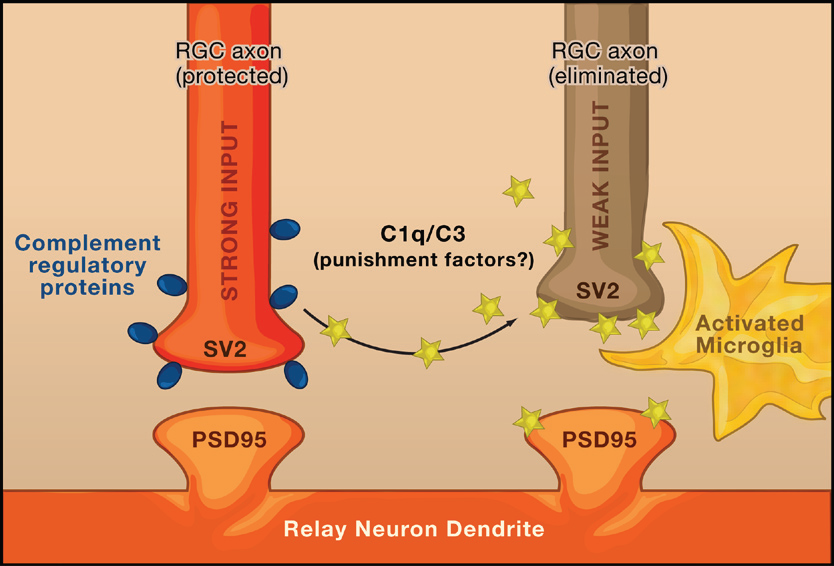 RGC axon
(protected)
RGC axon
(eliminated)
STRONG INPUT
WEAK INPUT
Complement
regulatory
proteins
C1q/C3
(punishment factors?)
SV2
SV2
Activated
Microglia
PSD95
PSD95
Relay Neuron Dendrite